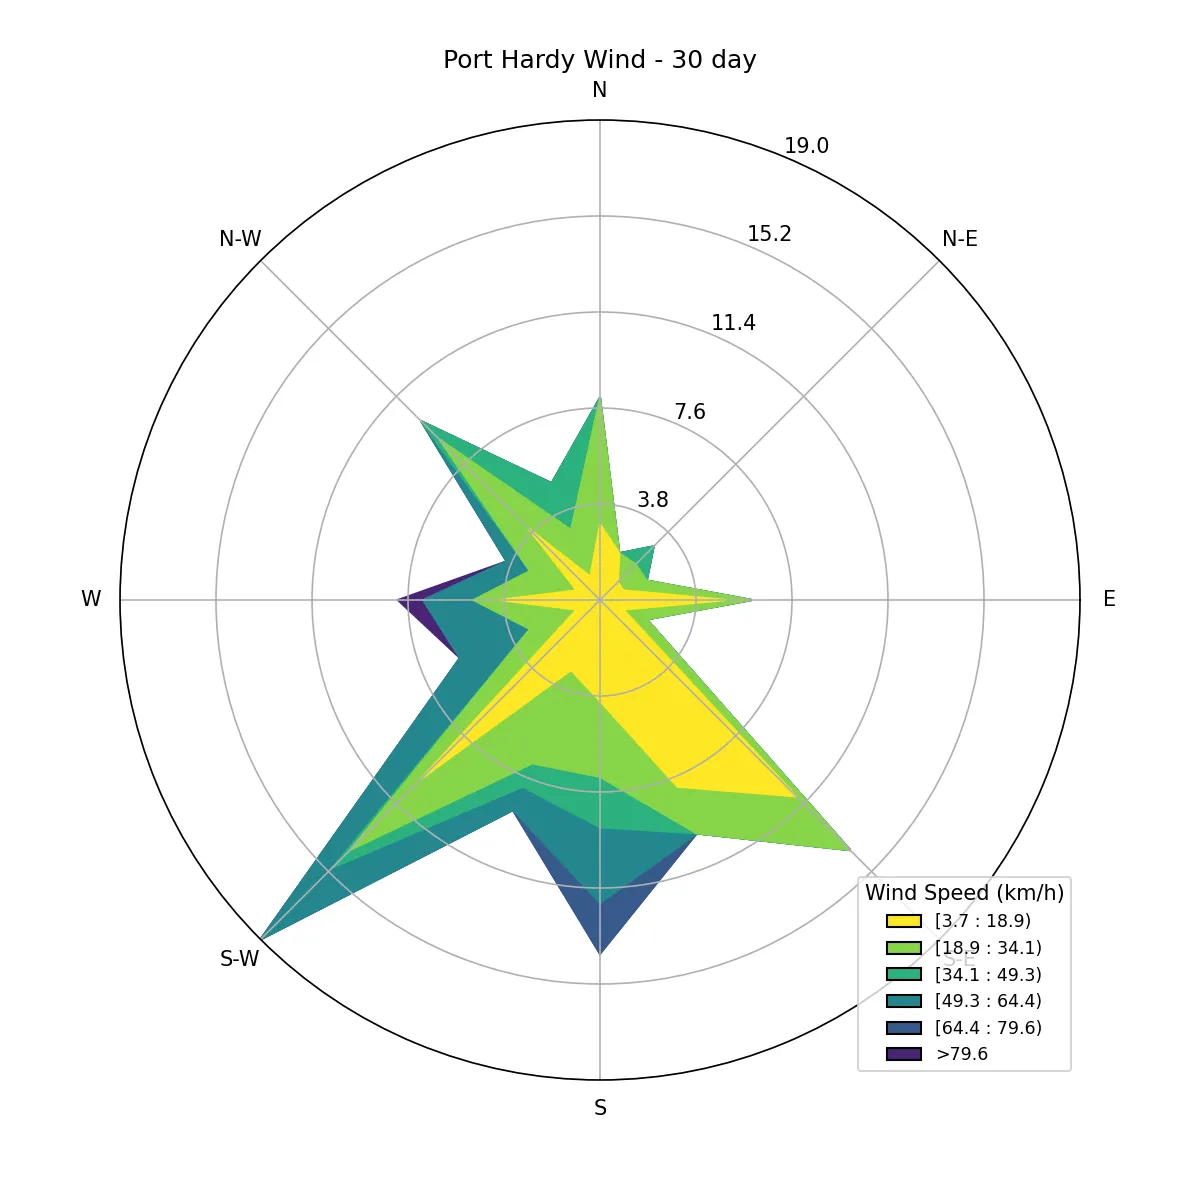 Port Hardy Wind - 30 day
N
19.0
15.2
N-W
N-E
11.4
7.6
3.8
W
E
Wind Speed (km/h)
[3.7 : 18.9)
[18.9 : 34.1)
S-W
S-E
[34.1 : 49.3)
[49.3 : 64.4)
[64.4 : 79.6)
>79.6
S